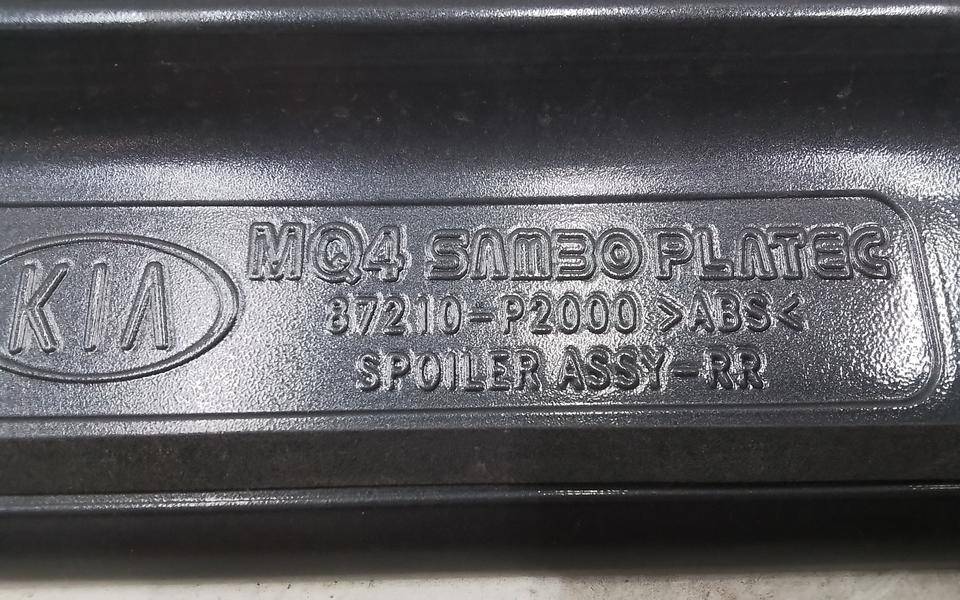 KIA
MQ4 SAMBO PLATEC
87210-P2000 >ABS<
SPOILER ASSY-RR